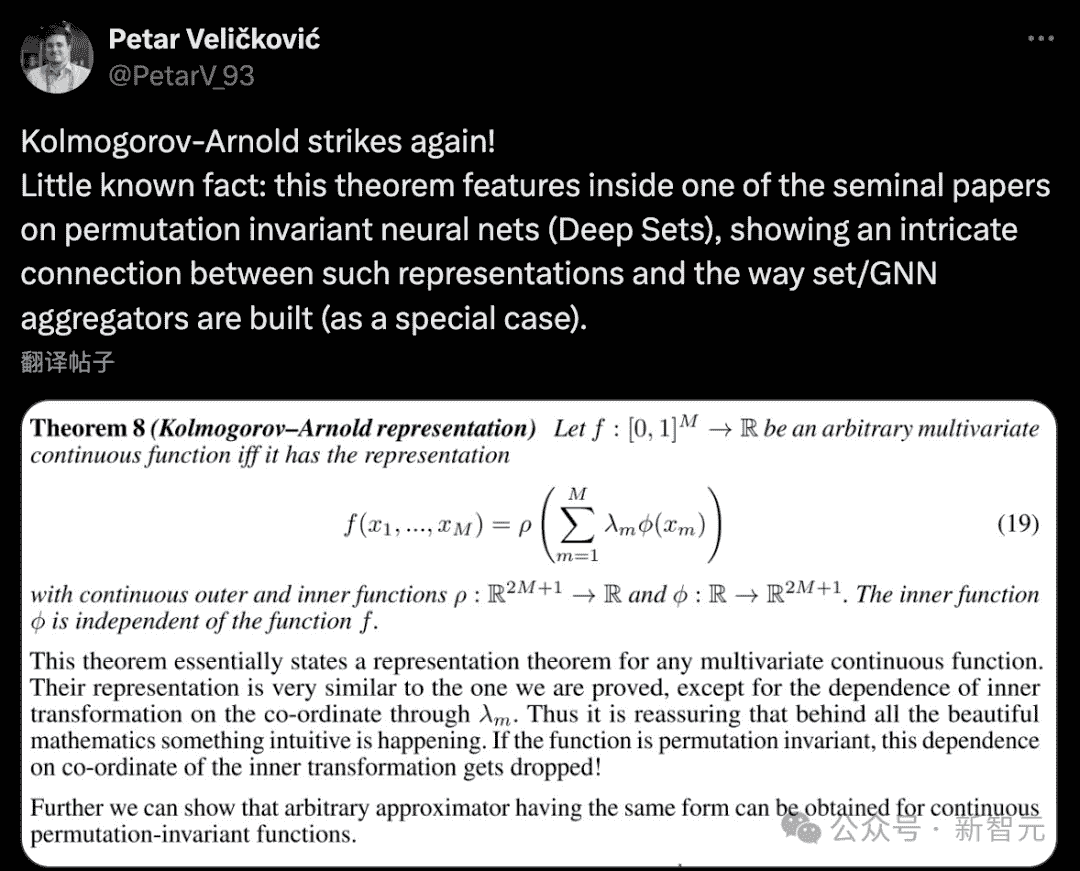 Petar Veličković
@PetarV_93
Kolmogorov-Arnold strikes again!
Little known fact: this theorem features inside one of the seminal papers
on permutation invariant neural nets (Deep Sets), showing an intricate
connection between such representations and the way set/GNN
aggregators are built (as a special case).
翻译帖子
Theorem 8 (Kolmogorov–Arnold representation) Let f : [0, 1]^M → ℝ be an arbitrary multivariate
continuous function iff it has the representation
f(x₁, ..., x_M) = ρ ( ∑_{m=1}^{M} λ_m ϕ(x_m) ) (19)
with continuous outer and inner functions ρ : ℝ^{2M+1} → ℝ and ϕ : ℝ → ℝ^{2M+1}. The inner function
ϕ is independent of the function f.
This theorem essentially states a representation theorem for any multivariate continuous function.
Their representation is very similar to the one we are proved, except for the dependence of inner
transformation on the co-ordinate through λ_m. Thus it is reassuring that behind all the beautiful
mathematics something intuitive is happening. If the function is permutation invariant, this dependence
on co-ordinate of the inner transformation gets dropped!
Further we can show that arbitrary approximator having the same form can be obtained for continuous
permutation-invariant functions.
公众号 · 新智元